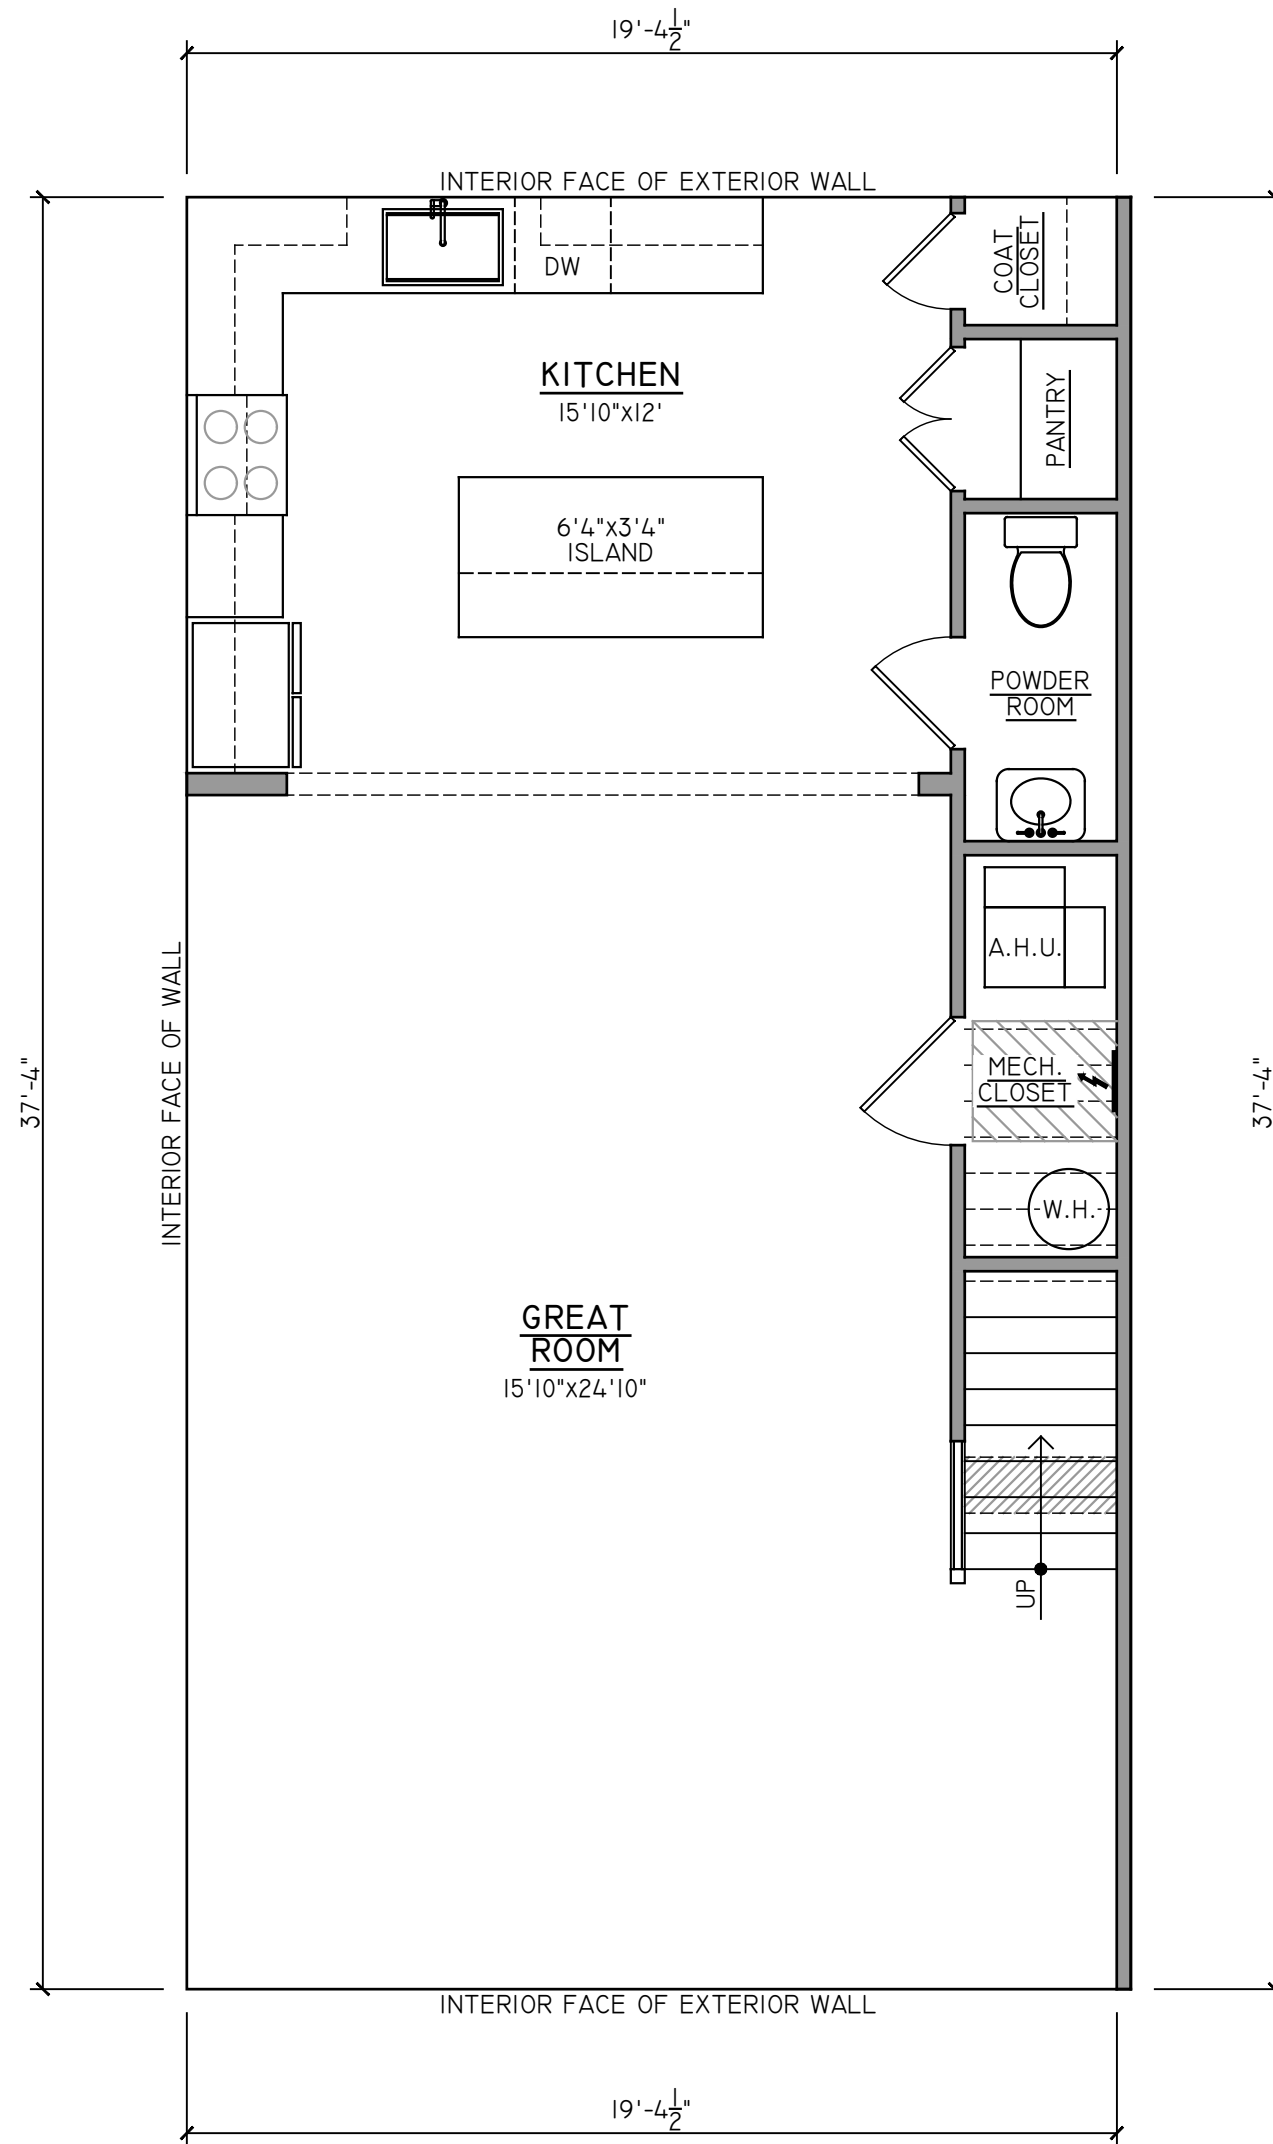 19'-4 1/2"
INTERIOR FACE OF EXTERIOR WALL
COAT
CLOSET
DW
KITCHEN
15'10"x12'
PANTRY
6'4"x3'4"
ISLAND
POWDER
ROOM
A.H.U.
INTERIOR FACE OF WALL
37'-4"
37'-4"
MECH.
CLOSET
W.H.
GREAT
ROOM
15'10"x24'10"
UP
INTERIOR FACE OF EXTERIOR WALL
19'-4 1/2"